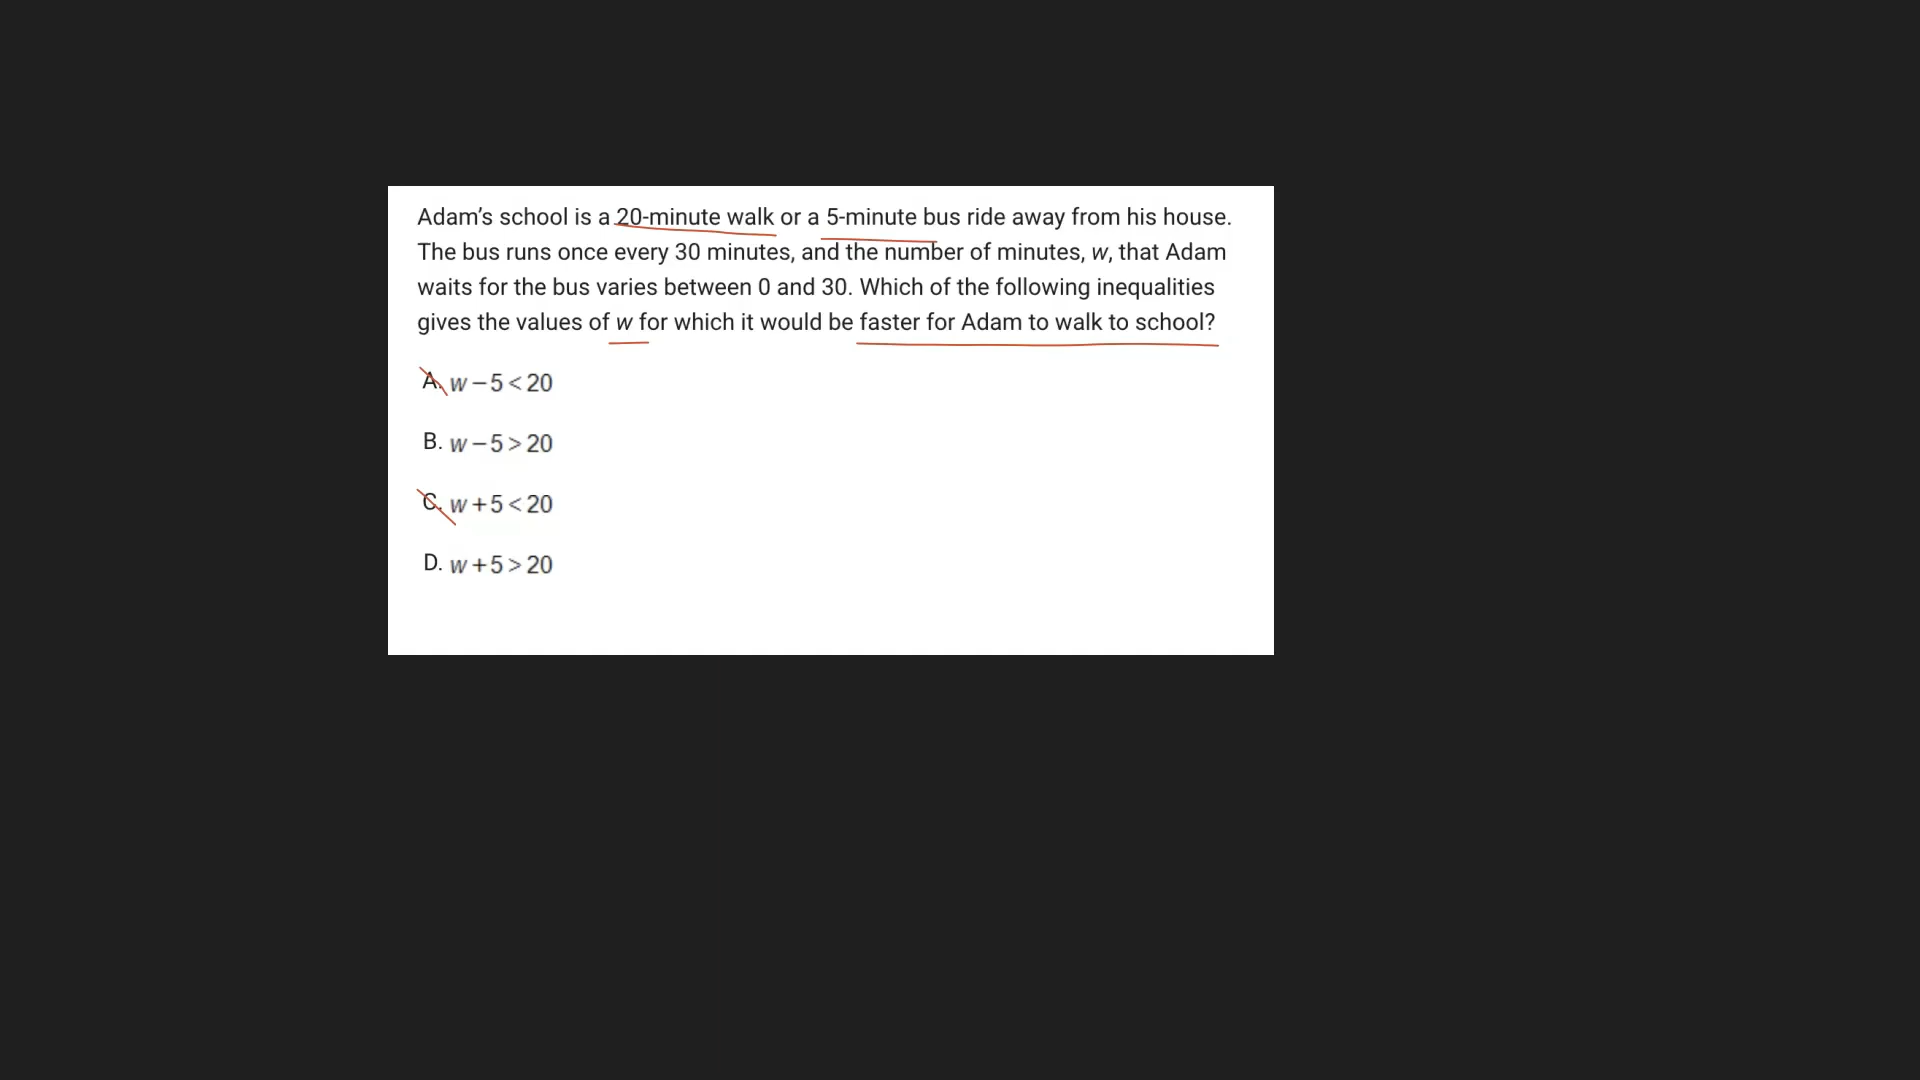 Adam’s school is a 20-minute walk or a 5-minute bus ride away from his house.
The bus runs once every 30 minutes, and the number of minutes, w, that Adam
waits for the bus varies between 0 and 30. Which of the following inequalities
gives the values of w for which it would be faster for Adam to walk to school?
A. w – 5 < 20
B. w – 5 > 20
C. w + 5 < 20
D. w + 5 > 20